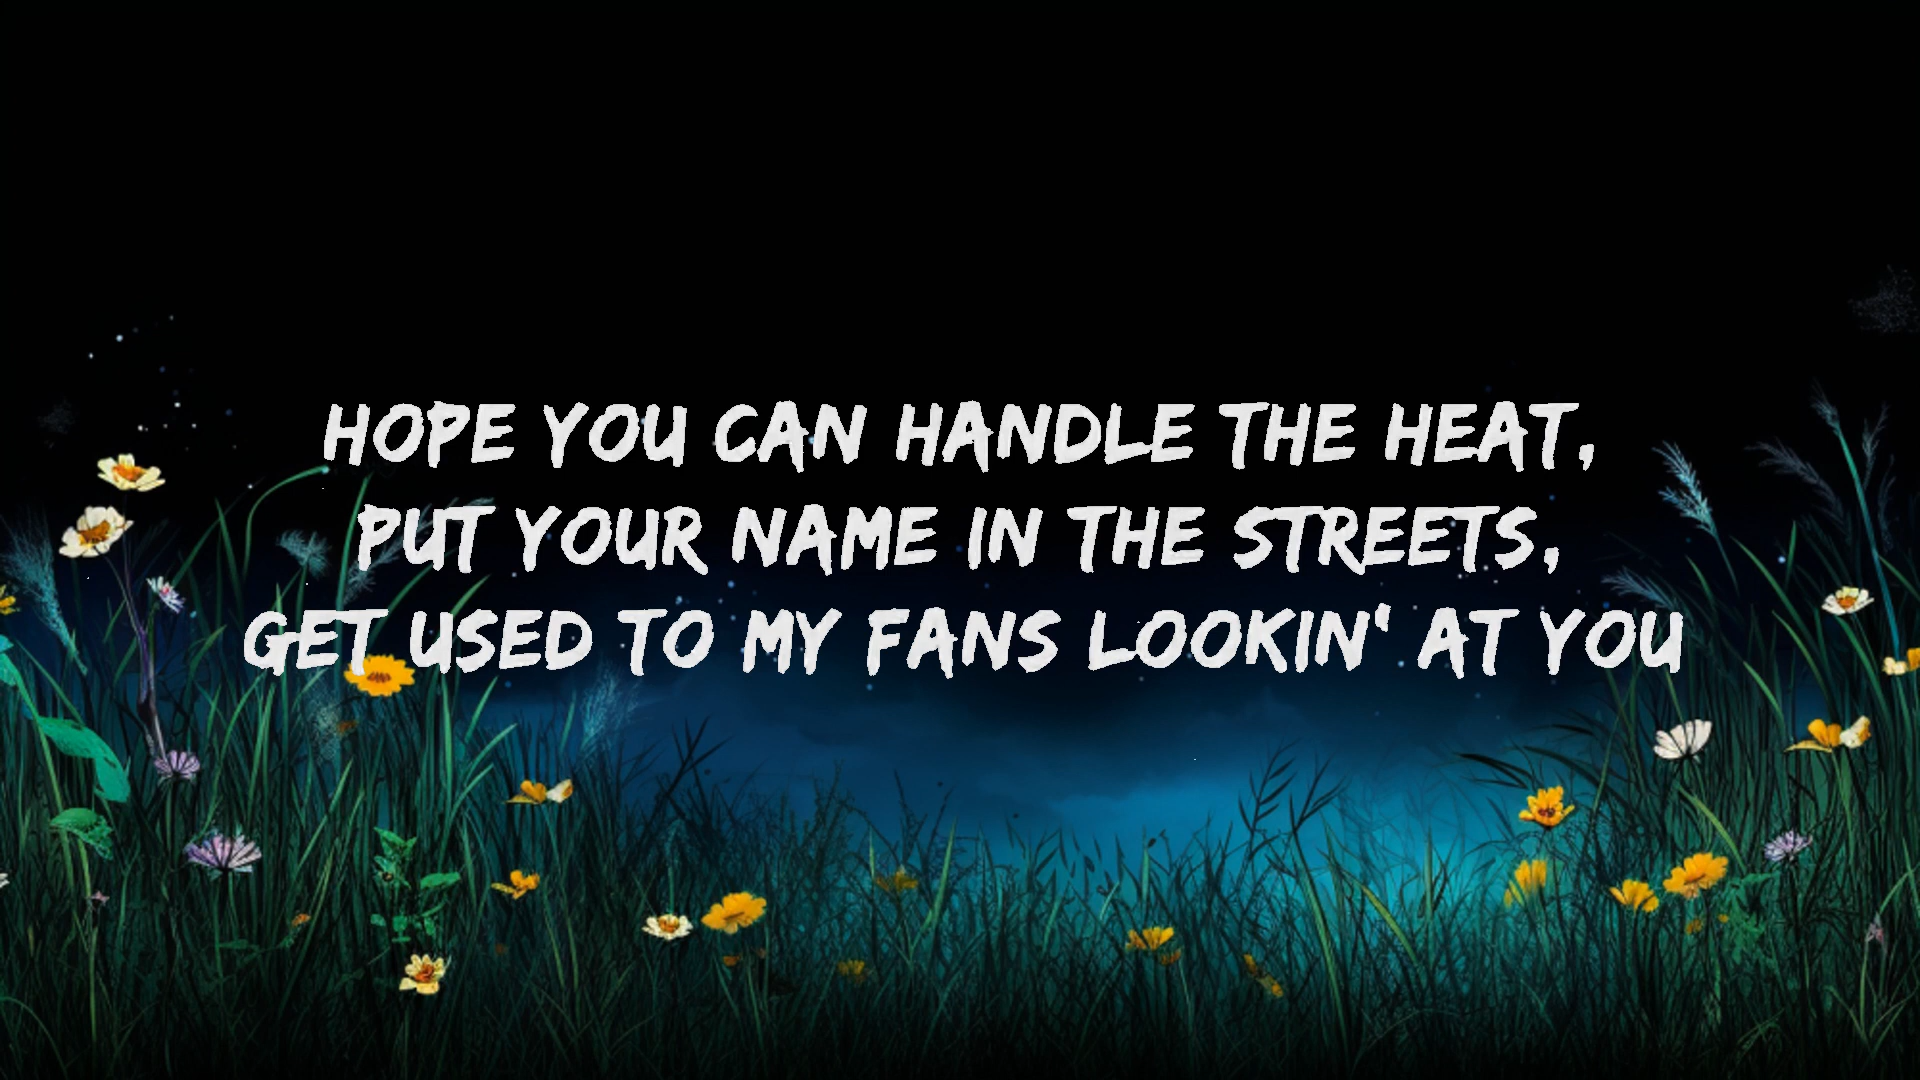 HOPE YOU CAN HANDLE THE HEAT,
PUT YOUR NAME IN THE STREETS,
GET USED TO MY FANS LOOKIN' AT YOU